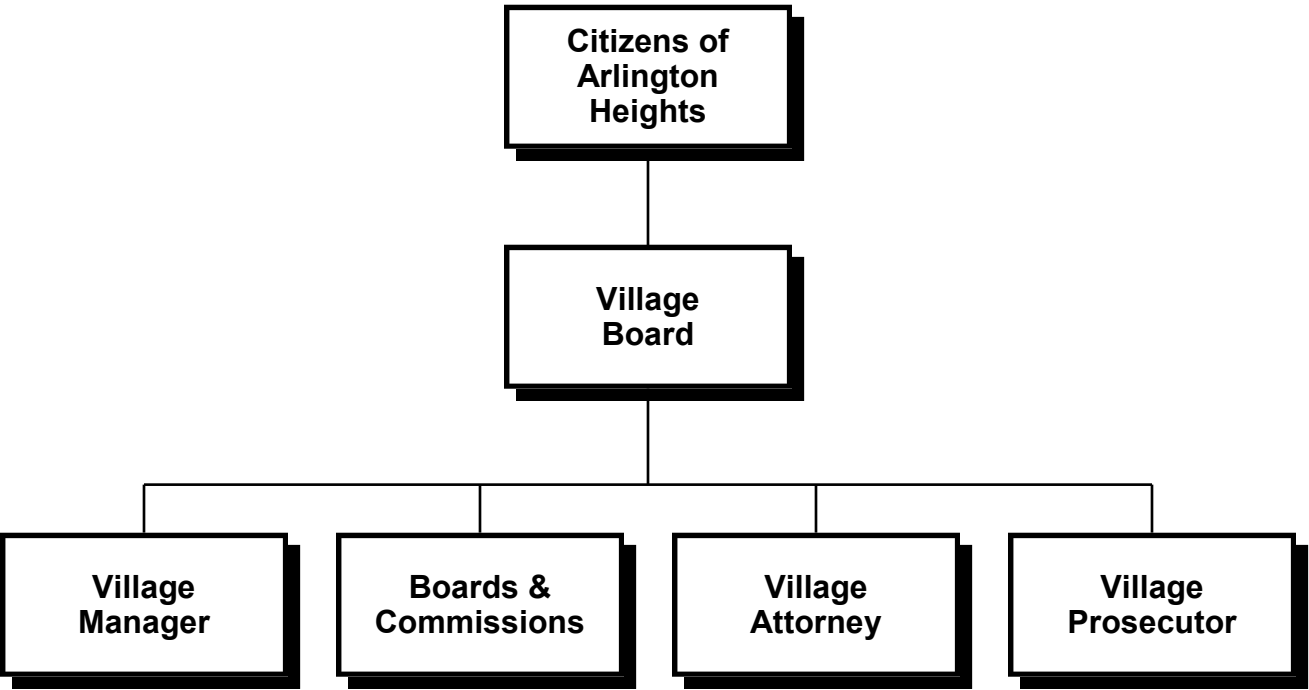 Citizens of
Arlington
Heights
Village
Board
Village
Manager
Boards &
Commissions
Village
Attorney
Village
Prosecutor